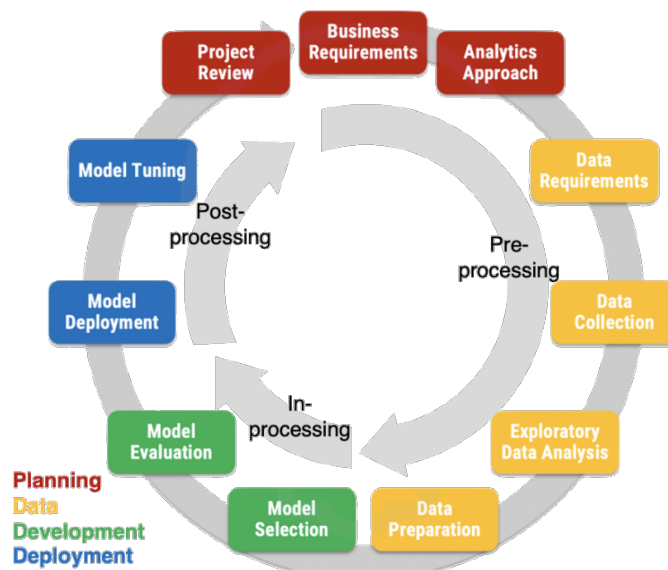 Business
Requirements
Project
Review
Analytics
Approach
Model Tuning
Data
Requirements
Post-
processing
Pre-
processing
Model
Deployment
Data
Collection
In-
processing
Model
Evaluation
Exploratory
Data Analysis
Model
Selection
Data
Preparation
Planning
Data
Development
Deployment